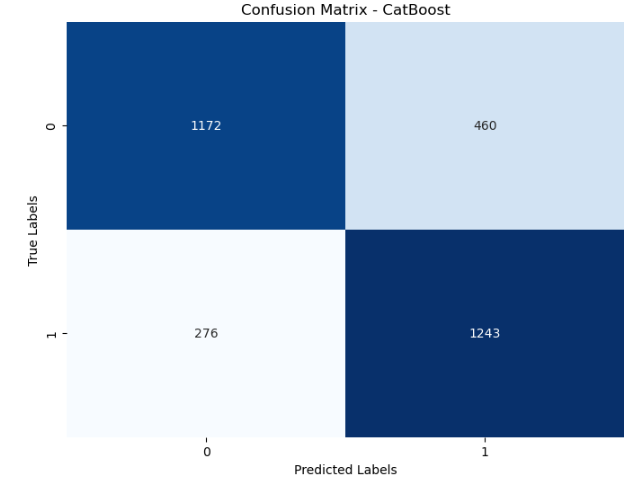 Confusion Matrix - CatBoost
True Labels
0
1172
460
1
276
1243
0
1
Predicted Labels